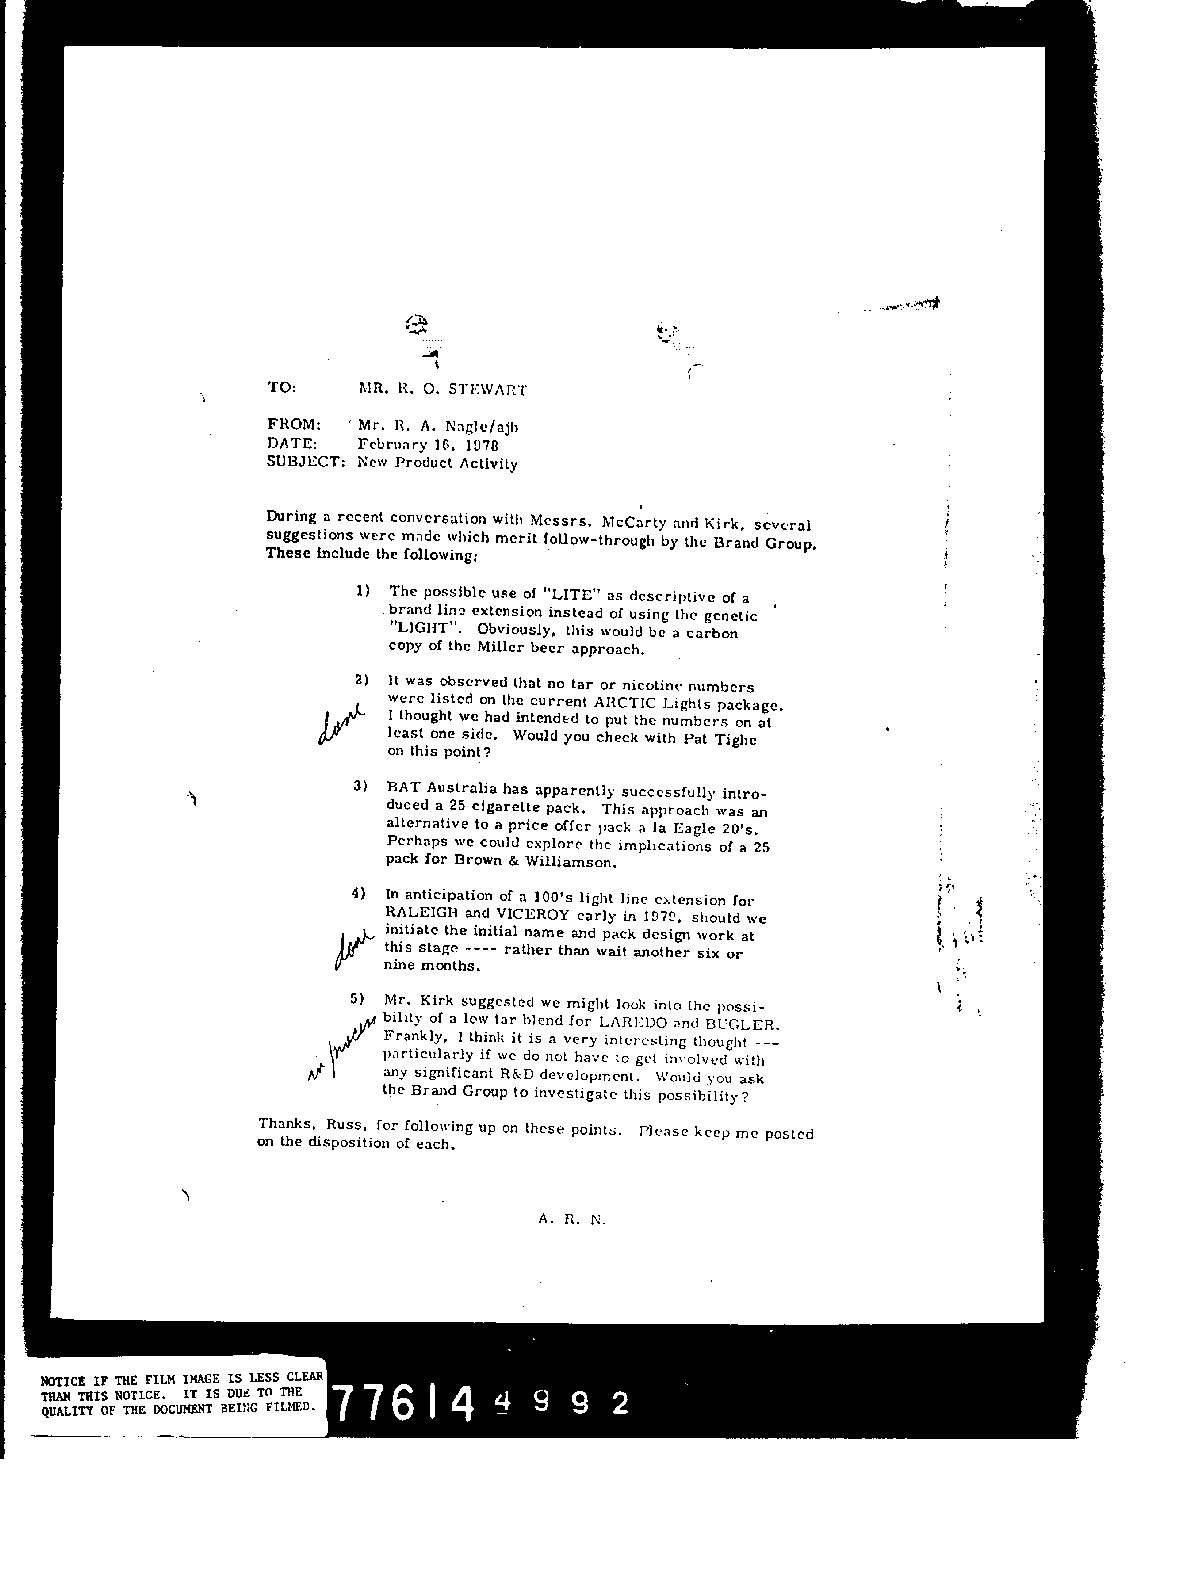 TO: MR. R. O. STEWART
FROM: Mr. R. A. Nagle/ajb
DATE: February 16, 1978
SUBJECT: New Product Activity
During a recent conversation with Messrs. McCarty and Kirk, several
suggestions were made which merit follow-through by the Brand Group.
These include the following:
1) The possible use of "LITE" as descriptive of a
brand line extension instead of using the genetic
"LIGHT". Obviously, this would be a carbon
copy of the Miller beer approach.
2) It was observed that no tar or nicotine numbers
were listed on the current ARCTIC Lights package.
done
I thought we had intended to put the numbers on at
least one side. Would you check with Pat Tighe
on this point?
3) BAT Australia has apparently successfully intro-
duced a 25 cigarette pack. This approach was an
alternative to a price offer pack a la Eagle 20's.
Perhaps we could explore the implications of a 25
pack for Brown & Williamson.
4) In anticipation of a 100's light line extension for
RALEIGH and VICEROY early in 1979, should we
initiate the initial name and pack design work at
done
this stage ---- rather than wait another six or
nine months.
5) Mr. Kirk suggested we might look into the possi-
bility of a low tar blend for LAREDO and BUGLER.
Frankly, I think it is a very interesting thought ---
in process
particularly if we do not have to get involved with
any significant R&D development. Would you ask
the Brand Group to investigate this possibility?
Thanks, Russ, for following up on these points. Please keep me posted
on the disposition of each.
A. R. N.
NOTICE IF THE FILM IMAGE IS LESS CLEAR
THAN THIS NOTICE. IT IS DUE TO THE
QUALITY OF THE DOCUMENT BEING FILMED.
77614 4992